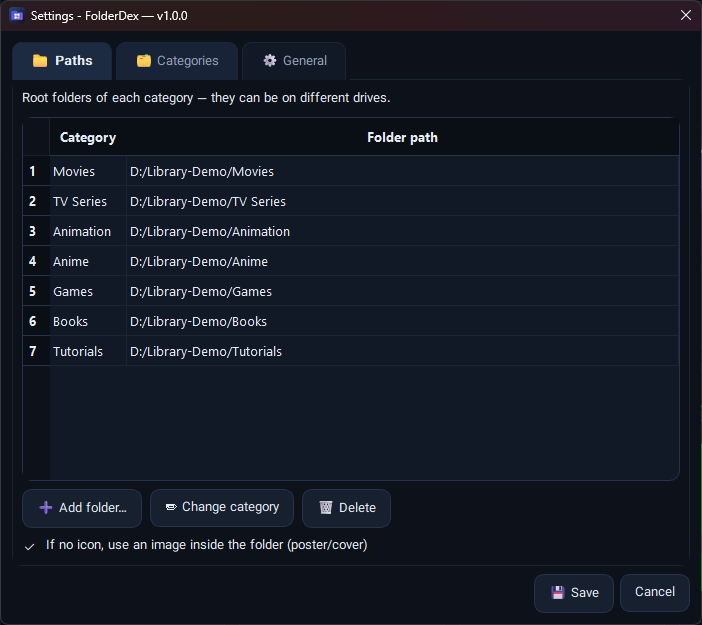 Settings - FolderDex — v1.0.0
Paths
Categories
General
Root folders of each category — they can be on different drives.
Category Folder path
1 Movies D:/Library-Demo/Movies
2 TV Series D:/Library-Demo/TV Series
3 Animation D:/Library-Demo/Animation
4 Anime D:/Library-Demo/Anime
5 Games D:/Library-Demo/Games
6 Books D:/Library-Demo/Books
7 Tutorials D:/Library-Demo/Tutorials
Add folder...
Change category
Delete
If no icon, use an image inside the folder (poster/cover)
Save
Cancel